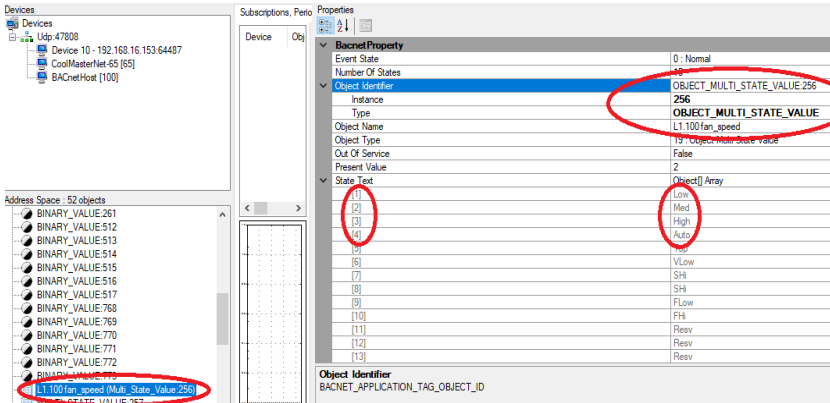 Devices
Devices
Udp:47808
Device 10 - 192.168.16.153:64487
CoolMasterNet-65 [65]
BACnetHost [100]
Address Space : 52 objects
BINARY_VALUE:261
BINARY_VALUE:512
BINARY_VALUE:513
BINARY_VALUE:514
BINARY_VALUE:515
BINARY_VALUE:516
BINARY_VALUE:517
BINARY_VALUE:768
BINARY_VALUE:769
BINARY_VALUE:770
BINARY_VALUE:771
BINARY_VALUE:772
BINARY_VALUE:773
L1.100 fan_speed (Multi_State_Value:256)
Subscriptions, Perio
Device Obj
Properties
BacnetProperty
Event State 0 : Normal
Number Of States
Object Identifier OBJECT_MULTI_STATE_VALUE:256
Instance 256
Type OBJECT_MULTI_STATE_VALUE
Object Name L1.100 fan_speed
Object Type 19 : Object Multi State Value
Out Of Service False
Present Value 2
State Text Object[] Array
[1] Low
[2] Med
[3] High
[4] Auto
[5] Top
[6] VLow
[7] SHi
[8] SHi
[9] FLow
[10] FHi
[11] Resv
[12] Resv
[13] Resv
Object Identifier
BACNET_APPLICATION_TAG_OBJECT_ID